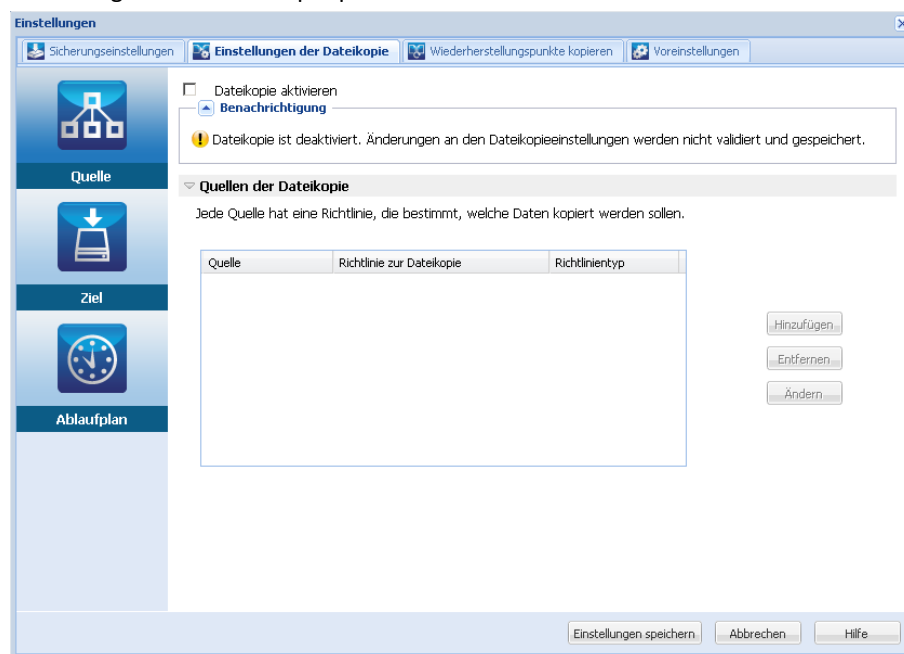 Einstellungen
Sicherungseinstellungen Einstellungen der Dateikopie Wiederherstellungspunkte kopieren Voreinstellungen
Dateikopie aktivieren
Benachrichtigung
Dateikopie ist deaktiviert. Änderungen an den Dateikopieeinstellungen werden nicht validiert und gespeichert.
Quelle
Quellen der Dateikopie
Jede Quelle hat eine Richtlinie, die bestimmt, welche Daten kopiert werden sollen.
Quelle Richtlinie zur Dateikopie Richtlinientyp
Ziel
Hinzufügen
Entfernen
Ändern
Ablaufplan
Einstellungen speichern Abbrechen Hilfe